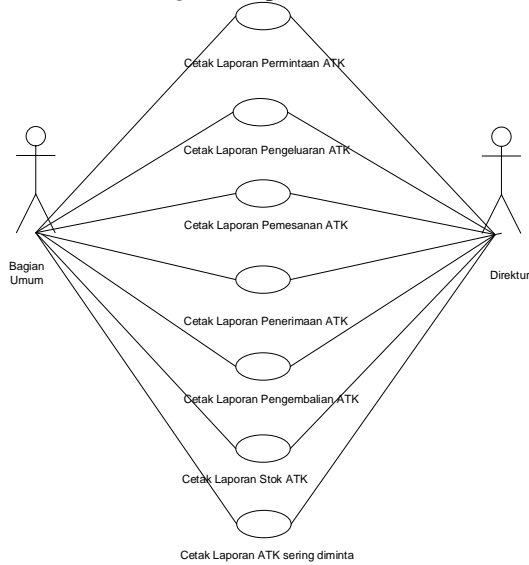 Cetak Laporan Permintaan ATK
Cetak Laporan Pengeluaran ATK
Cetak Laporan Pemesanan ATK
Bagian
Umum
Direktur
Cetak Laporan Penerimaan ATK
Cetak Laporan Pengembalian ATK
Cetak Laporan Stok ATK
Cetak Laporan ATK sering diminta